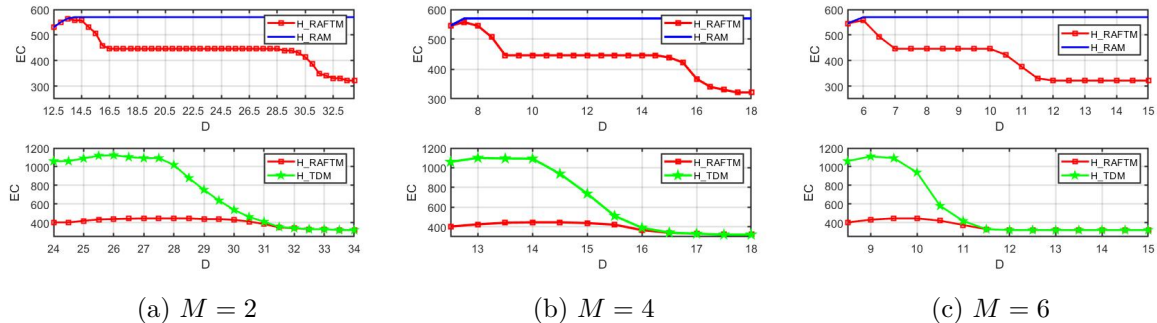 600
500
400
300
EC
H_RAFTM
H_RAM
12.5 14.5 16.5 18.5 20.5 22.5 24.5 26.5 28.5 30.5 32.5
D
600
500
400
300
EC
H_RAFTM
H_RAM
8 10 12 14 16 18
D
600
500
400
300
EC
H_RAFTM
H_RAM
6 7 8 9 10 11 12 13 14 15
D
1200
1000
800
600
400
EC
H_RAFTM
H_TDM
24 25 26 27 28 29 30 31 32 33 34
D
1200
1000
800
600
400
EC
H_RAFTM
H_TDM
13 14 15 16 17 18
D
1200
1000
800
600
400
EC
H_RAFTM
H_TDM
9 10 11 12 13 14 15
D
(a) M = 2
(b) M = 4
(c) M = 6